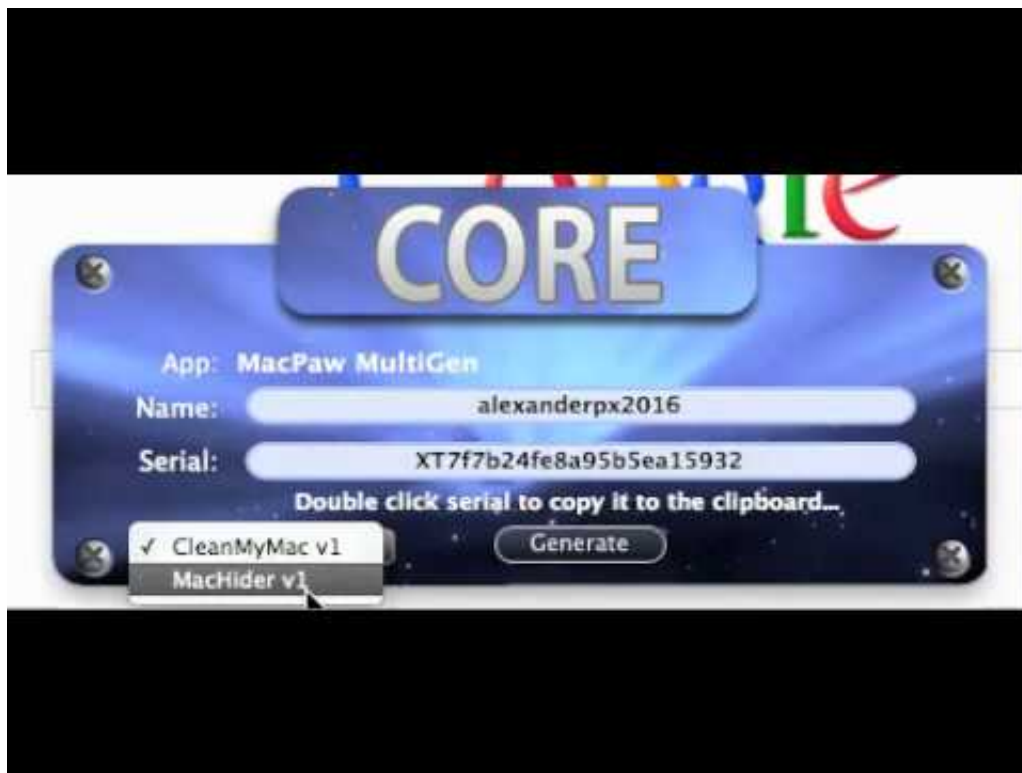 CORE
App: MacPaw MultiGen
Name: alexanderpx2016
Serial: XT7f7b24fe8a95b5ea15932
Double click serial to copy it to the clipboard...
✓ CleanMyMac v1
Generate
MacHider v1